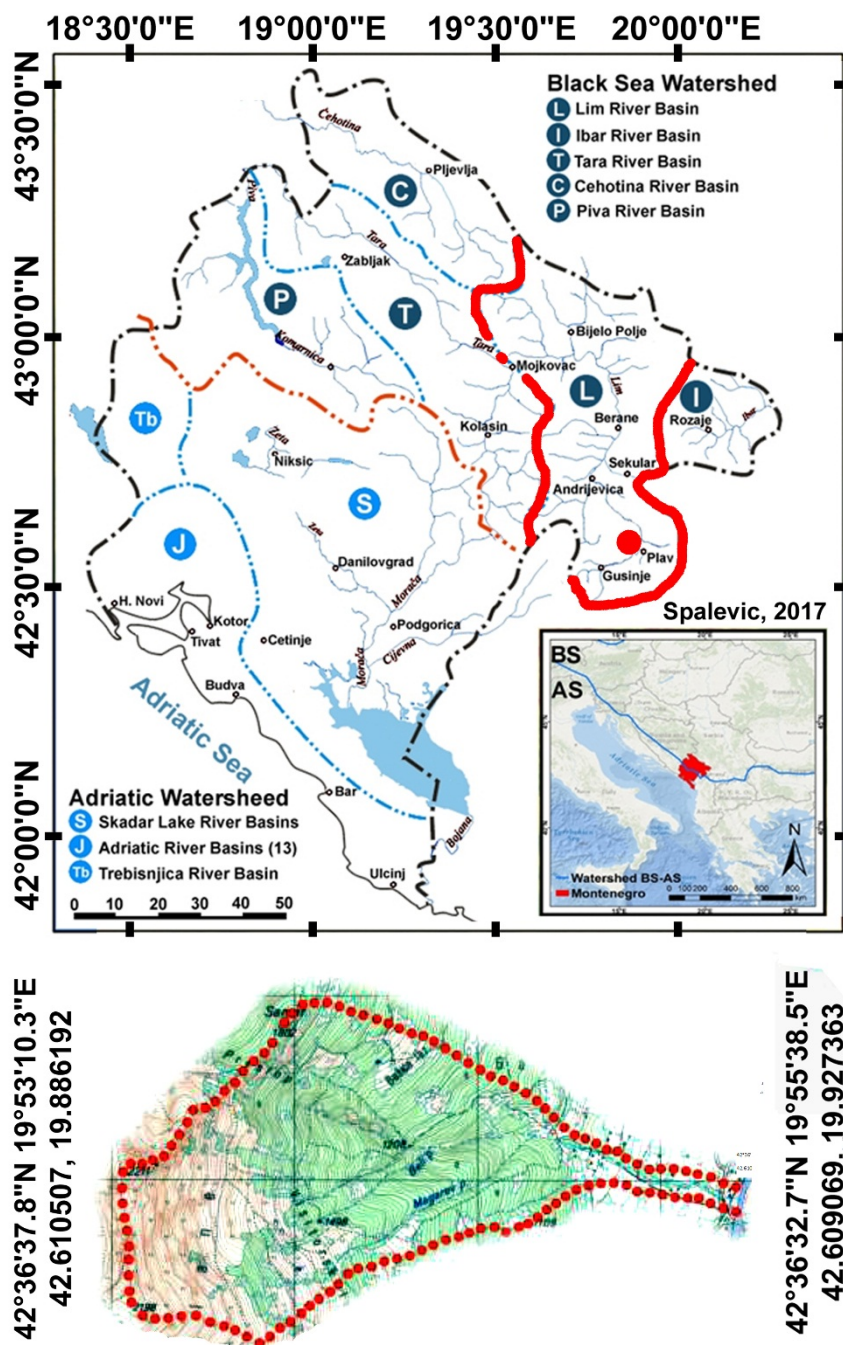 18°30'0"E 19°00'0"E 19°30'0"E 20°00'0"E
43°30'0"N
43°00'0"N
42°30'0"N
42°00'0"N
Black Sea Watershed
L Lim River Basin
I Ibar River Basin
T Tara River Basin
C Cehotina River Basin
P Piva River Basin
Čehotina
Pljevlja
C
Piva
Tara
Zabljak
P
T
Bijelo Polje
Komarnica
Tara
Mojkovac
L
I
Lim
Tb
Kolasin
Berane
Rozaje
Ibar
Zeta
Niksic
Sekular
S
Andrijevica
J
Zeta
Danilovgrad
Plav
Gusinje
Morača
H. Novi
Kotor
Podgorica
Spalevic, 2017
Tivat
Cetinje
Cijevna
Morača
Budva
Adriatic Sea
Bar
Bojana
Ulcinj
Adriatic Watersheed
S Skadar Lake River Basins
J Adriatic River Basins (13)
Tb Trebisnjica River Basin
0 10 20 30 40 50
BS
AS
Adriatic Sea
N
Watershed BS-AS
Montenegro
0 100 200 400 600 800
km
42°36'37.8"N 19°53'10.3"E
42.610507, 19.886192
Magarev p.
1498
2198
42°36'32.7"N 19°55'38.5"E
42.609069, 19.927363